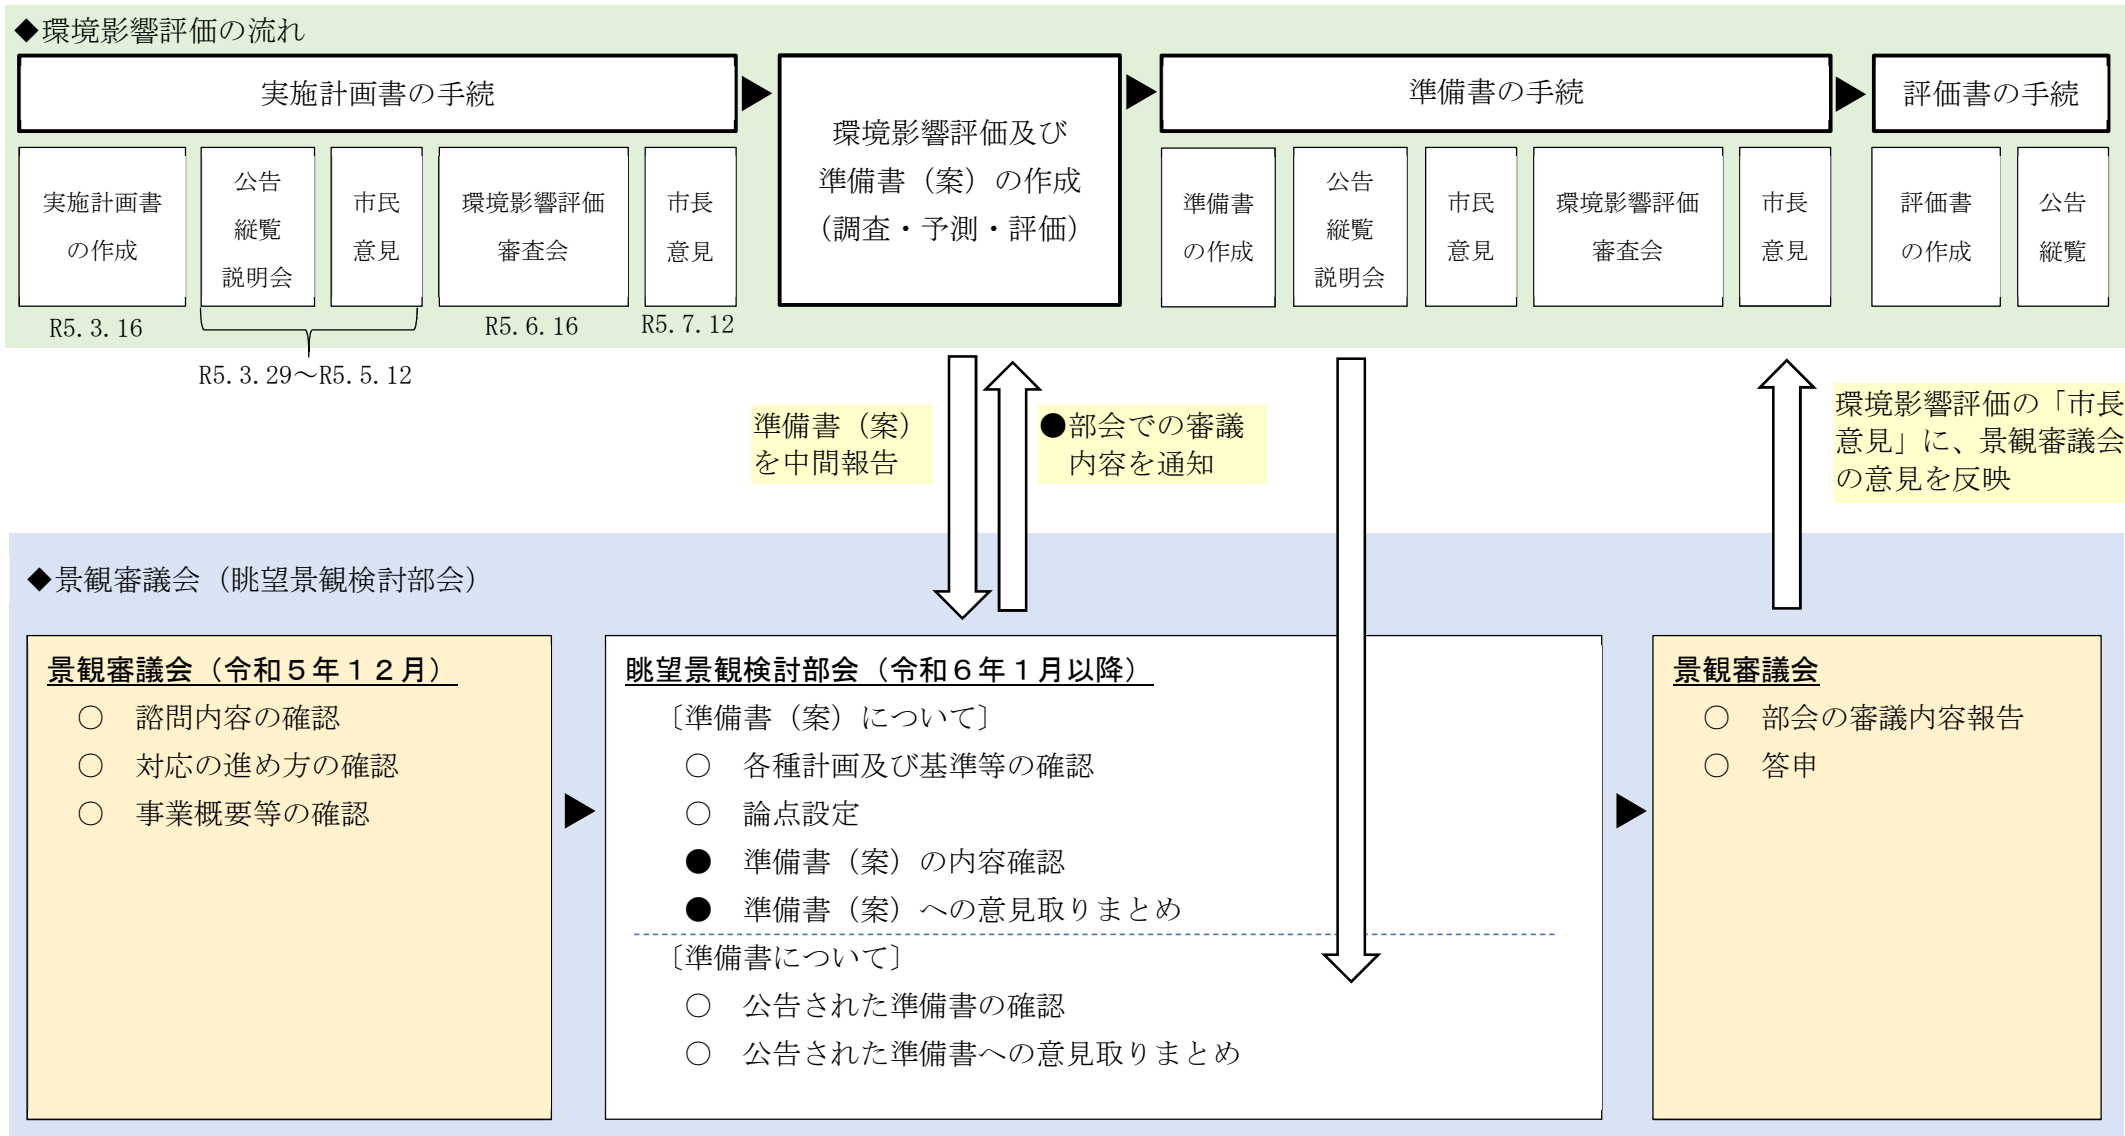 ◆環境影響評価の流れ
実施計画書の手続
実施計画書
の作成
公告
縦覧
説明会
市民
意見
環境影響評価
審査会
市長
意見
R5.3.16
R5.3.29～R5.5.12
R5.6.16
R5.7.12
環境影響評価及び
準備書（案）の作成
（調査・予測・評価）
準備書の手続
準備書
の作成
公告
縦覧
説明会
市民
意見
環境影響評価
審査会
市長
意見
評価書の手続
評価書
の作成
公告
縦覧
準備書（案）
を中間報告
●部会での審議
内容を通知
環境影響評価の「市長
意見」に、景観審議会
の意見を反映
◆景観審議会（眺望景観検討部会）
景観審議会（令和５年１２月）
○　諮問内容の確認
○　対応の進め方の確認
○　事業概要等の確認
眺望景観検討部会（令和６年１月以降）
〔準備書（案）について〕
○　各種計画及び基準等の確認
○　論点設定
●　準備書（案）の内容確認
●　準備書（案）への意見取りまとめ
〔準備書について〕
○　公告された準備書の確認
○　公告された準備書への意見取りまとめ
景観審議会
○　部会の審議内容報告
○　答申